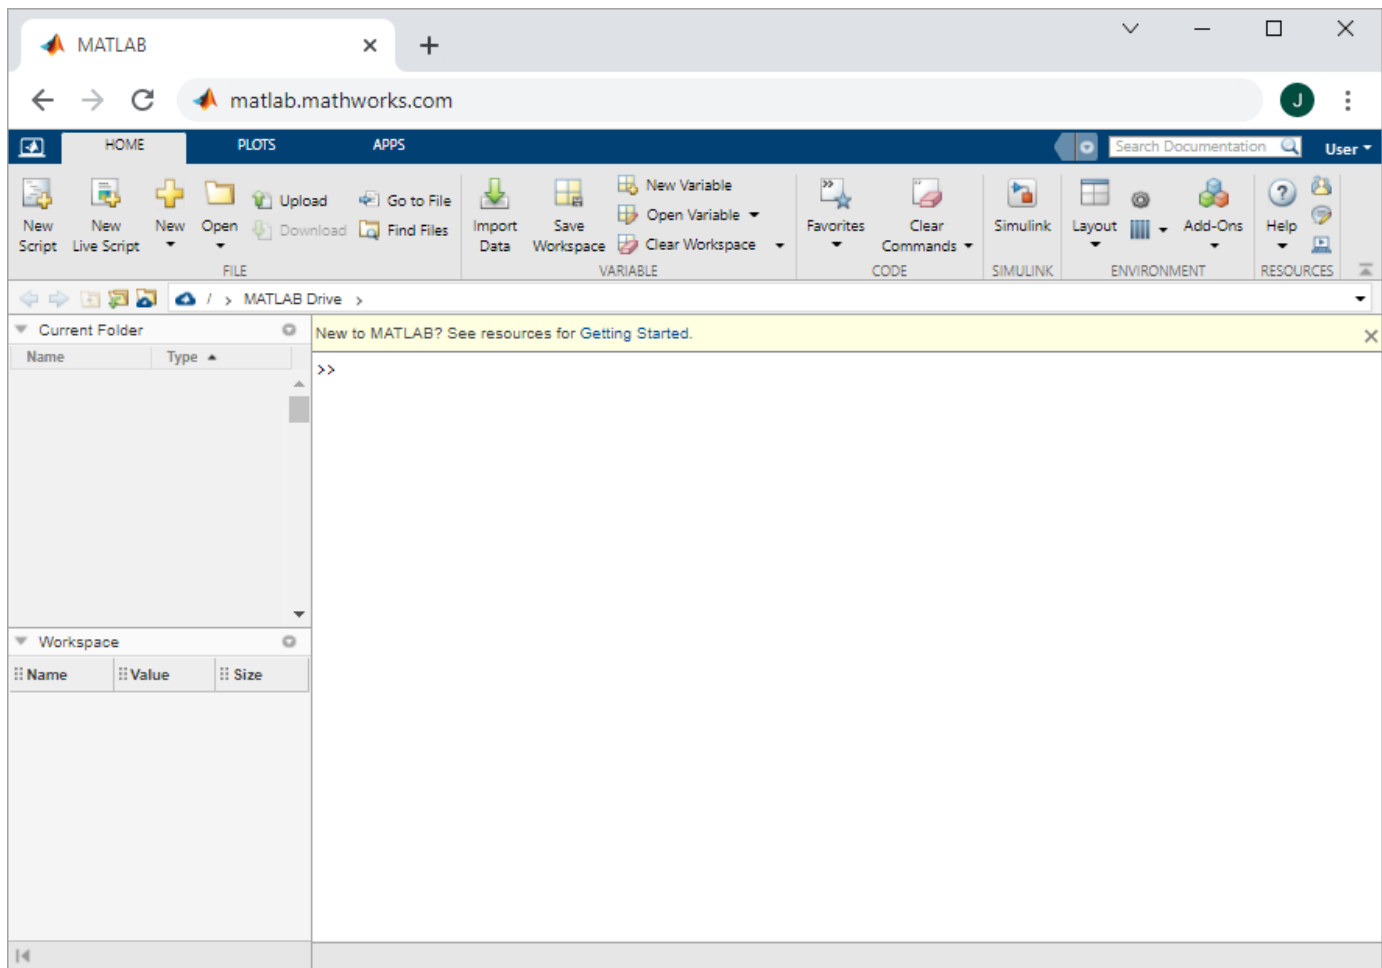 MATLAB
matlab.mathworks.com
J
HOME PLOTS APPS Search Documentation User
New Script New Live Script New Open Upload Download Go to File Find Files
FILE
Import Data Save Workspace New Variable Open Variable Clear Workspace
VARIABLE
Favorites Clear Commands
CODE
Simulink
SIMULINK
Layout Add-Ons
ENVIRONMENT
? Help
RESOURCES
/ > MATLAB Drive >
Current Folder
Name Type
New to MATLAB? See resources for Getting Started.
>>
Workspace
Name Value Size